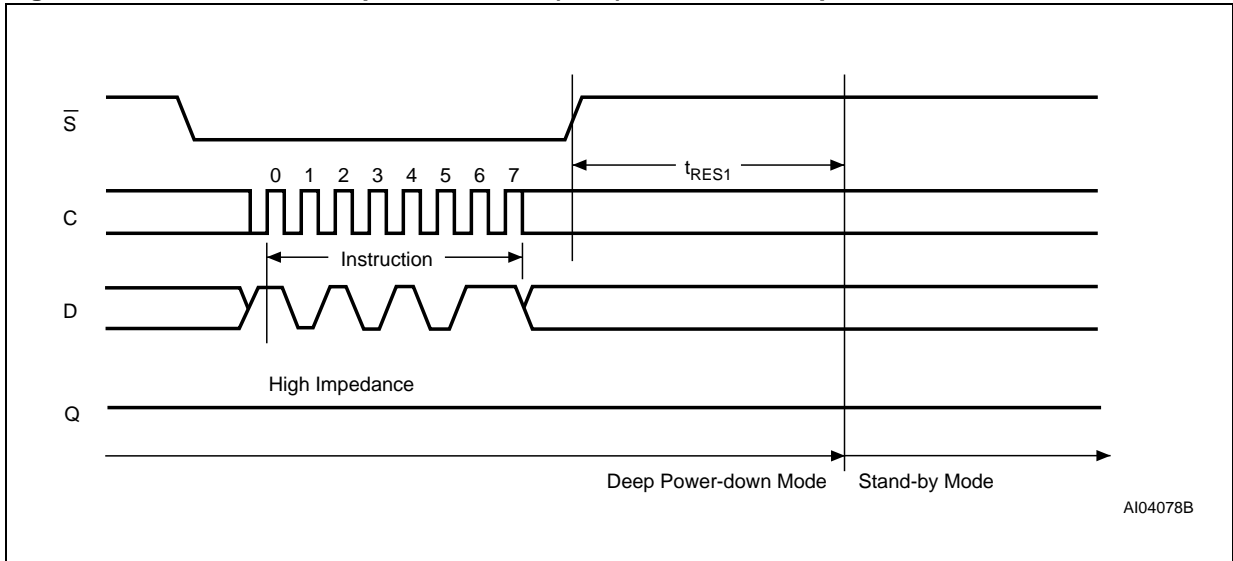 S
0 1 2 3 4 5 6 7
tRES1
C
Instruction
D
High Impedance
Q
Deep Power-down Mode Stand-by Mode
AI04078B